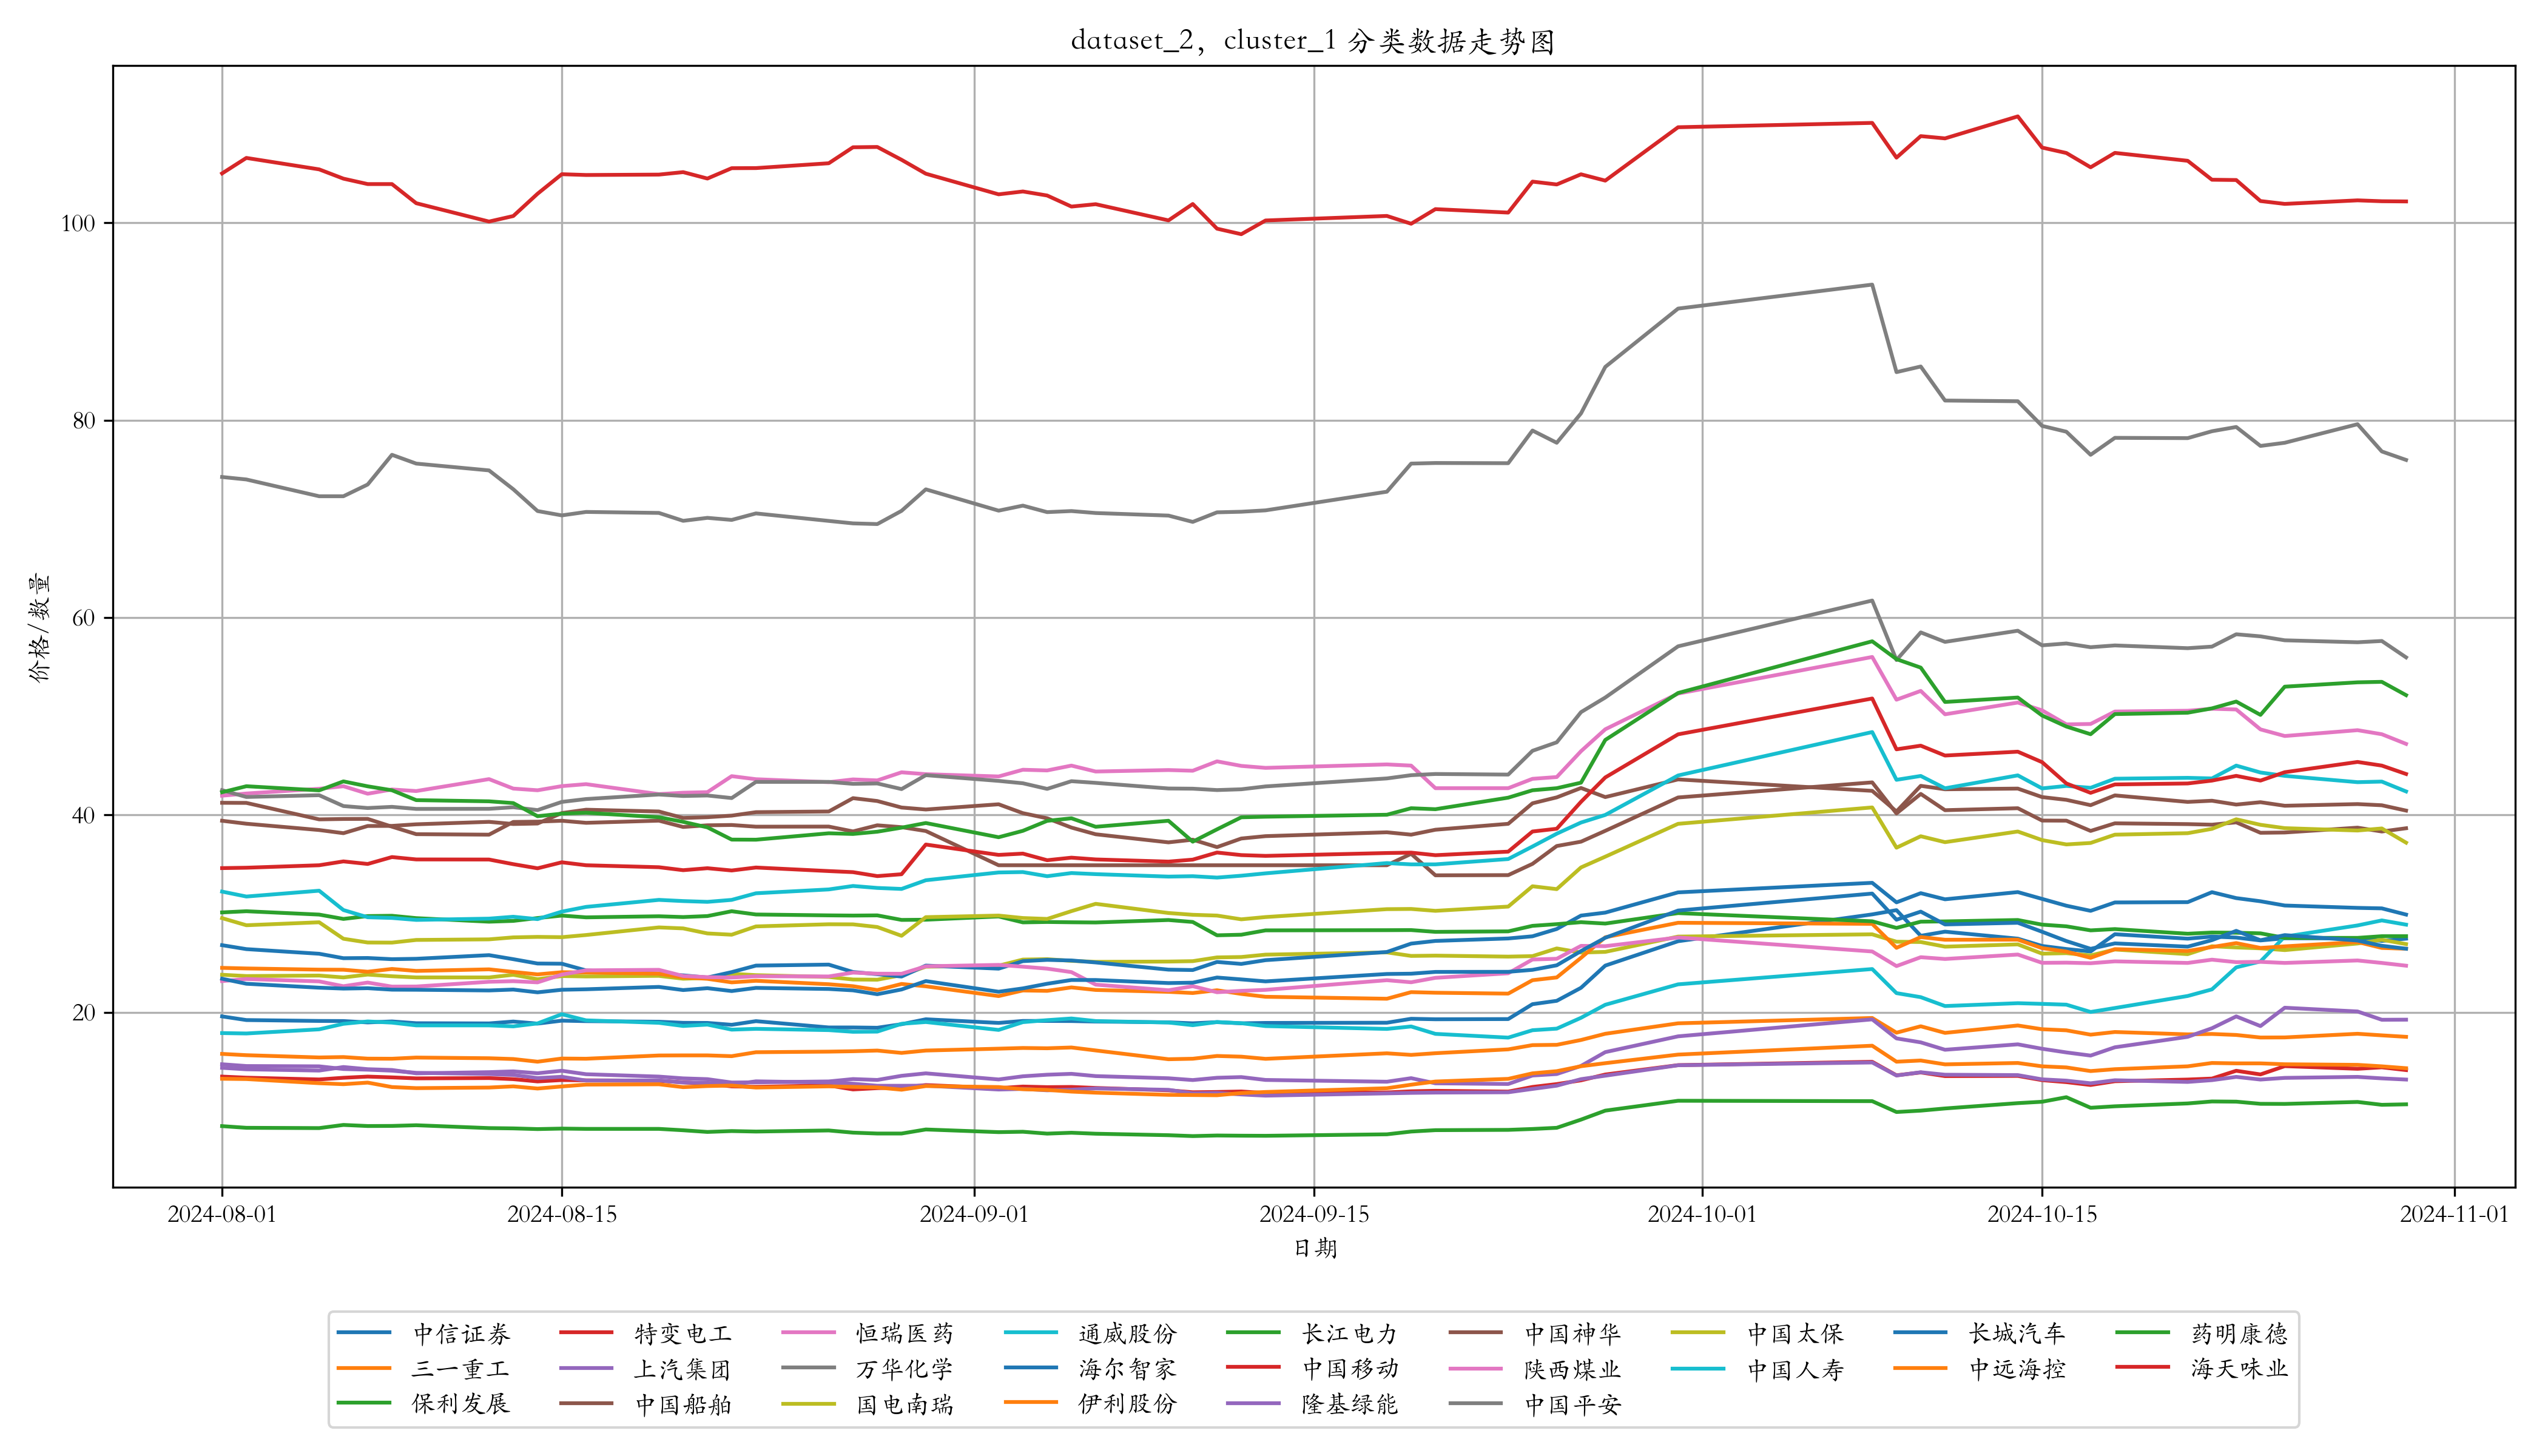 dataset_2，cluster_1 分类数据走势图
价格/数量
100
80
60
40
20
2024-08-01 2024-08-15 2024-09-01 2024-09-15 2024-10-01 2024-10-15 2024-11-01
日期
中信证券 特变电工 恒瑞医药 通威股份 长江电力 中国神华 中国太保 长城汽车 药明康德
三一重工 上汽集团 万华化学 海尔智家 中国移动 陕西煤业 中国人寿 中远海控 海天味业
保利发展 中国船舶 国电南瑞 伊利股份 隆基绿能 中国平安